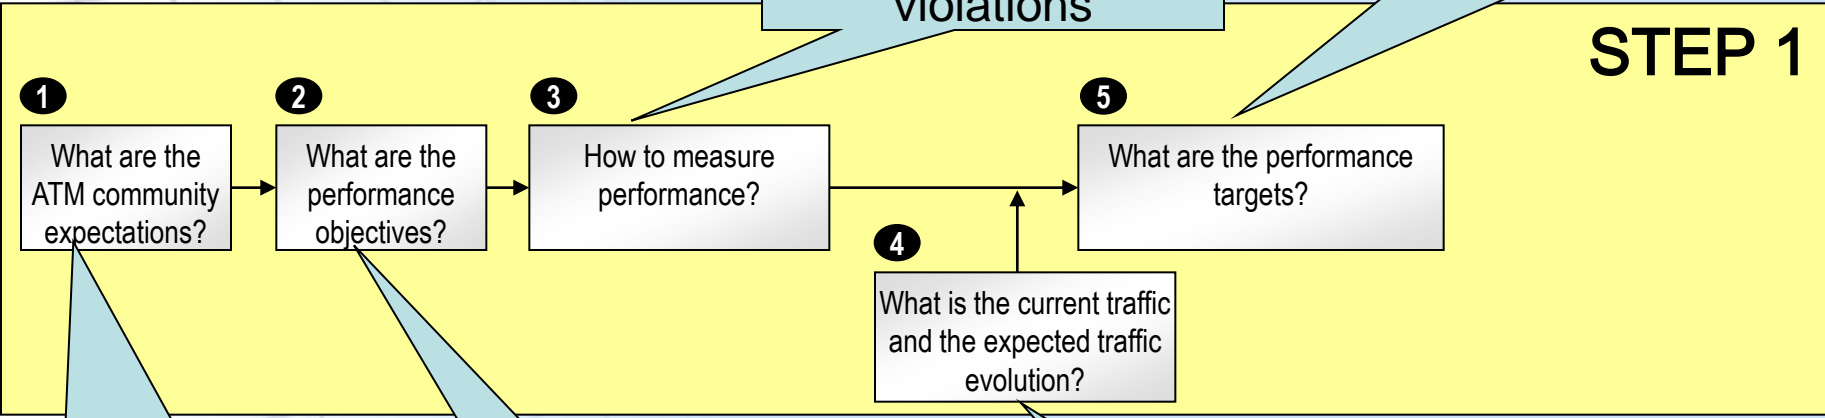 violations
STEP 1
1
What are the
ATM community
expectations?
2
What are the
performance
objectives?
3
How to measure
performance?
5
What are the performance
targets?
4
What is the current traffic
and the expected traffic
evolution?